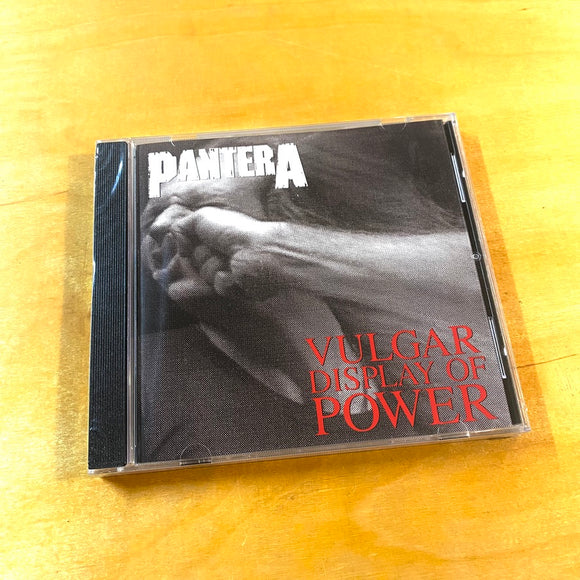 PANTERA
VULGAR
DISPLAY OF
POWER